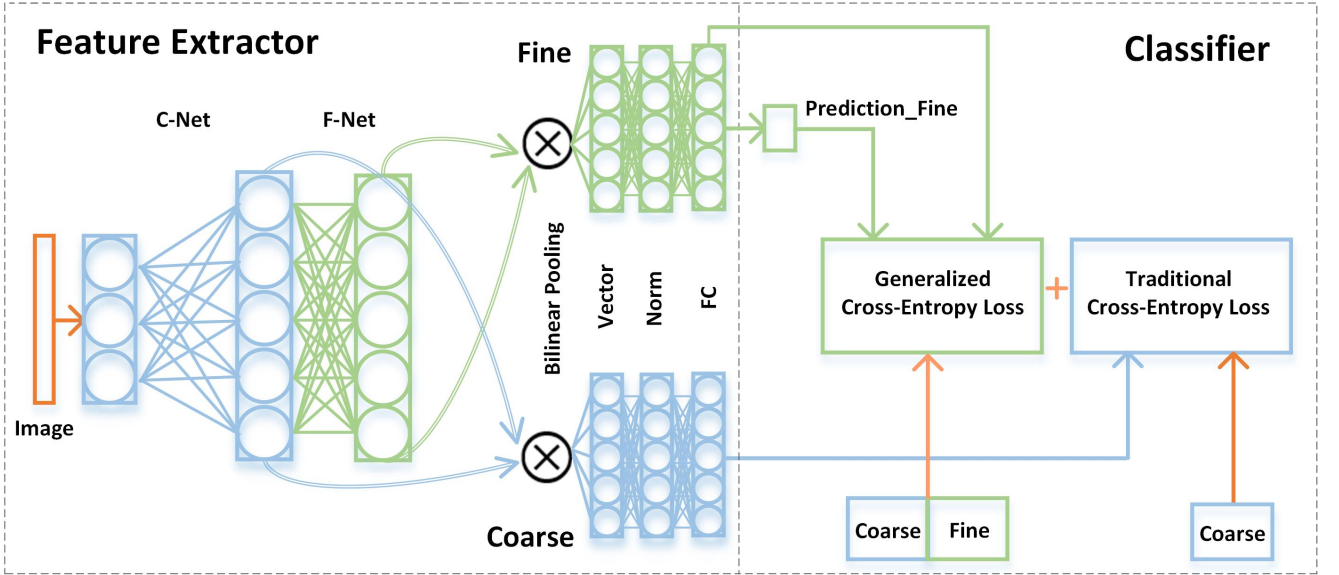 Feature Extractor
Classifier
Fine
C-Net
F-Net
Prediction_Fine
Bilinear Pooling
Vector
Norm
FC
Generalized
Cross-Entropy Loss
+
Traditional
Cross-Entropy Loss
Image
Coarse
Coarse
Fine
Coarse